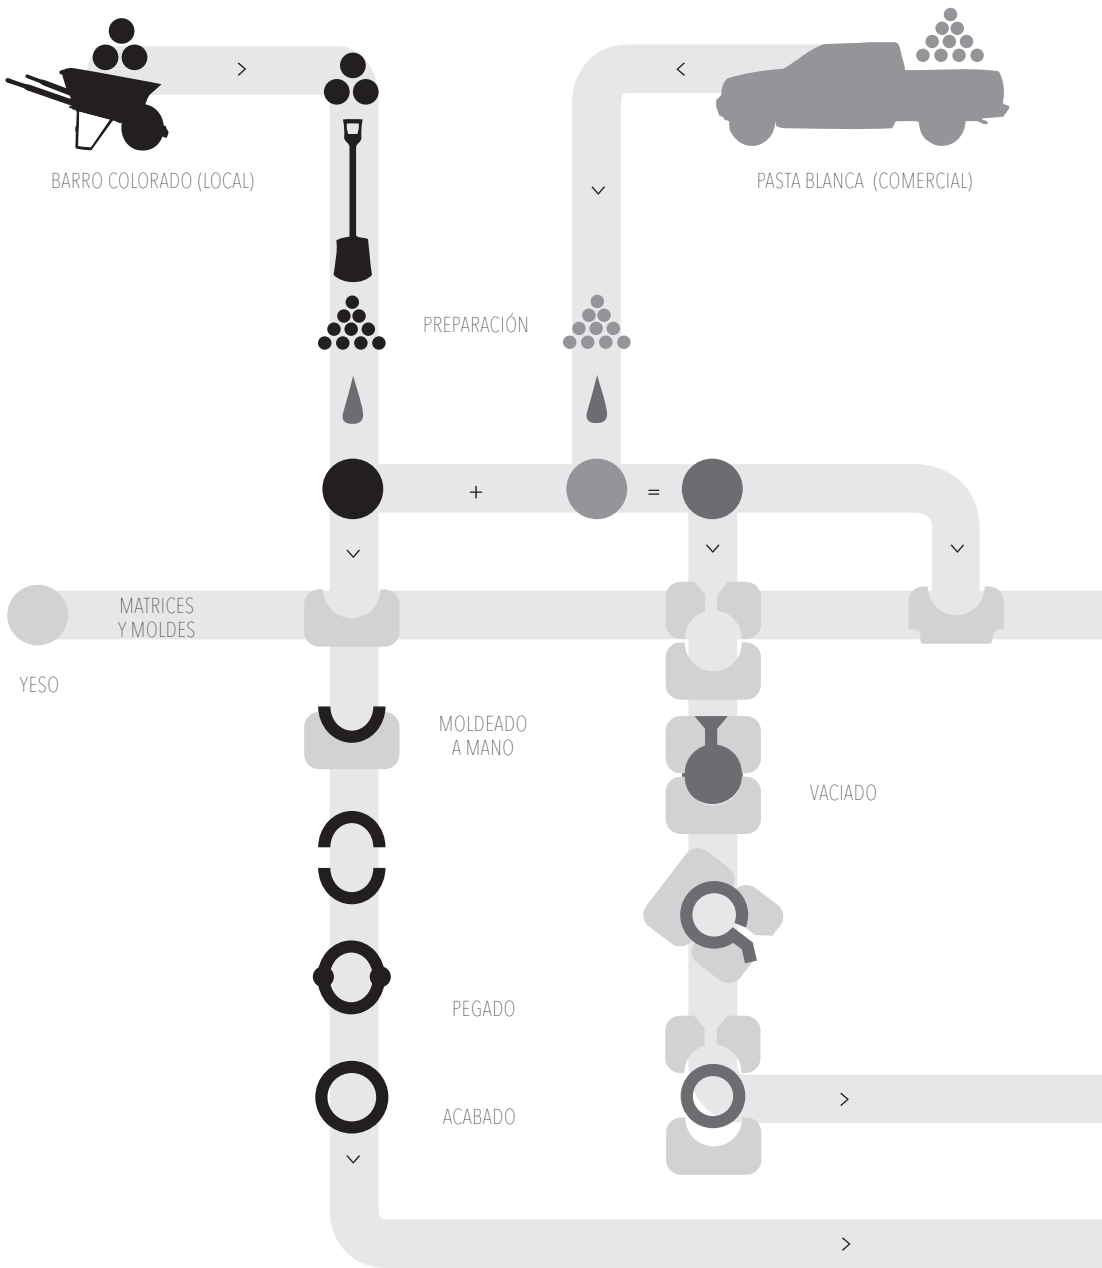 BARRO COLORADO (LOCAL)
PASTA BLANCA (COMERCIAL)
PREPARACIÓN
+
=
MATRICES
Y MOLDES
YESO
MOLDEADO
A MANO
VACIADO
PEGADO
ACABADO